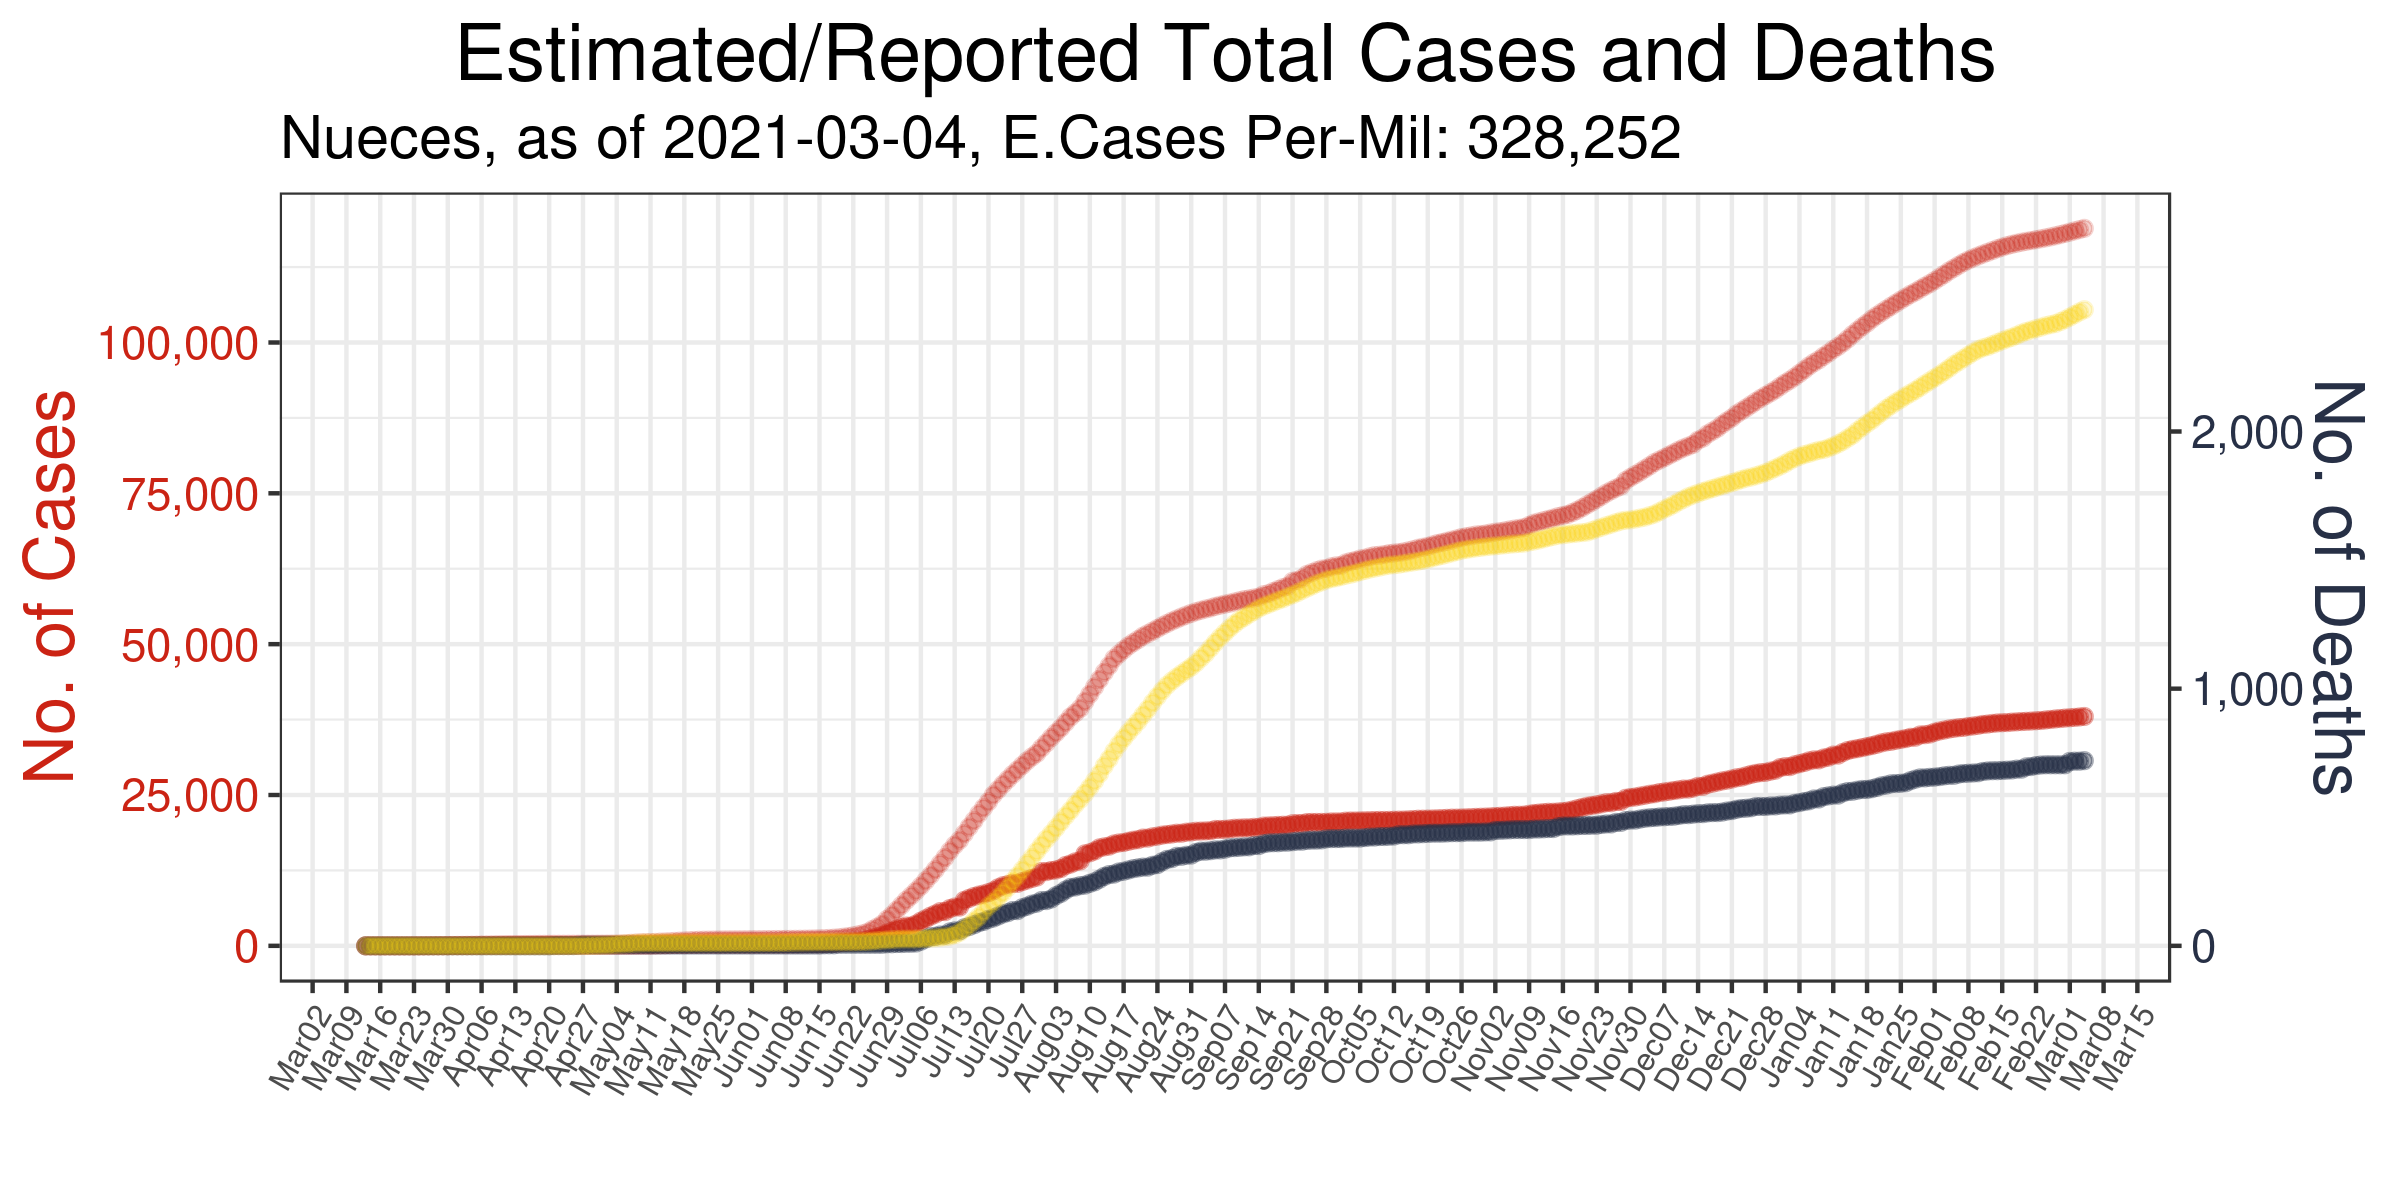 Estimated/Reported Total Cases and Deaths
Nueces, as of 2021-03-04, E.Cases Per-Mil: 328,252
No. of Cases
100,000
75,000
50,000
25,000
0
2,000
1,000
0
No. of Deaths
Mar02
Mar09
Mar16
Mar23
Mar30
Apr06
Apr13
Apr20
Apr27
May04
May11
May18
May25
Jun01
Jun08
Jun15
Jun22
Jun29
Jul06
Jul13
Jul20
Jul27
Aug03
Aug10
Aug17
Aug24
Aug31
Sep07
Sep14
Sep21
Sep28
Oct05
Oct12
Oct19
Oct26
Nov02
Nov09
Nov16
Nov23
Nov30
Dec07
Dec14
Dec21
Dec28
Jan04
Jan11
Jan18
Jan25
Feb01
Feb08
Feb15
Feb22
Mar01
Mar08
Mar15